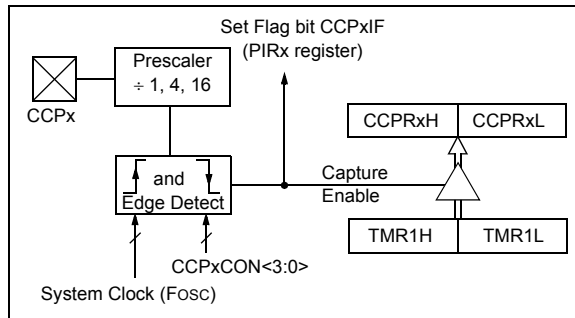 Set Flag bit CCPxIF
(PIRx register)
Prescaler
÷ 1, 4, 16
CCPx
CCPRxH CCPRxL
and
Edge Detect
Capture
Enable
TMR1H TMR1L
CCPxCON<3:0>
System Clock (FOSC)